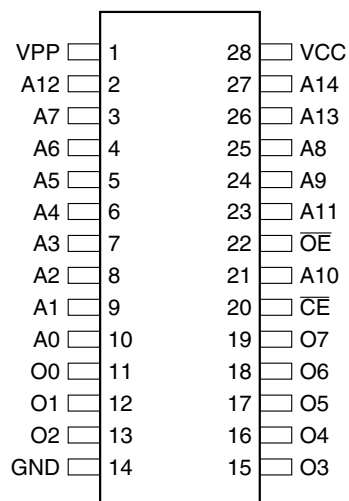 VPP 1 28 VCC
A12 2 27 A14
A7 3 26 A13
A6 4 25 A8
A5 5 24 A9
A4 6 23 A11
A3 7 22 O̅E̅
A2 8 21 A10
A1 9 20 C̅E̅
A0 10 19 O7
O0 11 18 O6
O1 12 17 O5
O2 13 16 O4
GND 14 15 O3